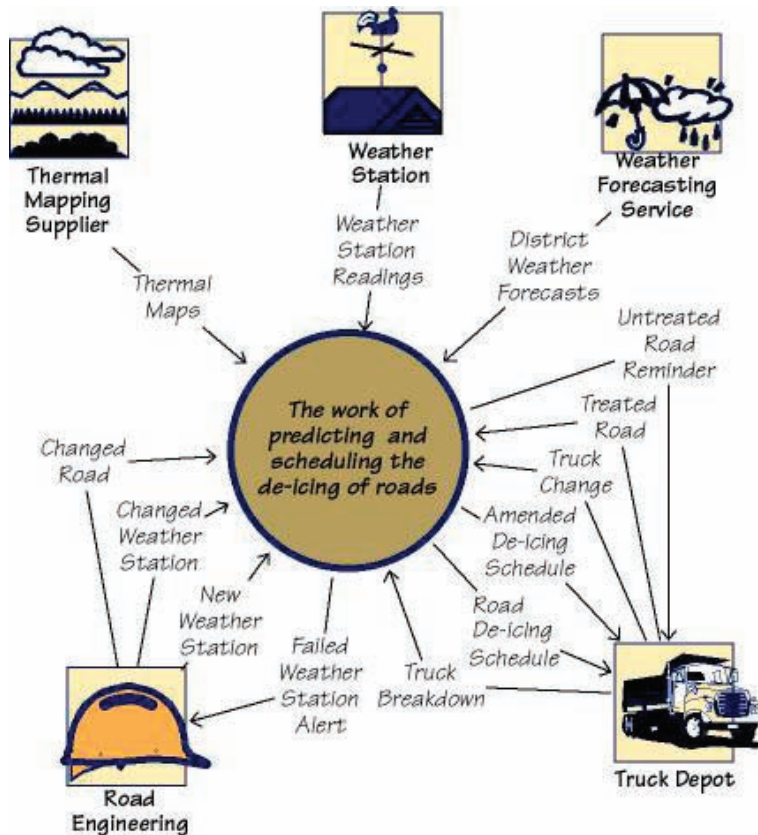 Thermal
Mapping
Supplier
Weather
Station
Weather
Forecasting
Service
Thermal
Maps
Weather
Station
Readings
District
Weather
Forecasts
Untreated
Road
Reminder
Treated
Road
Truck
Change
Amended
De-icing
Schedule
Road
De-icing
Schedule
Truck
Breakdown
The work of
predicting and
scheduling the
de-icing of roads
Changed
Road
Changed
Weather
Station
New
Weather
Station
Failed
Weather
Station
Alert
Road
Engineering
Truck Depot